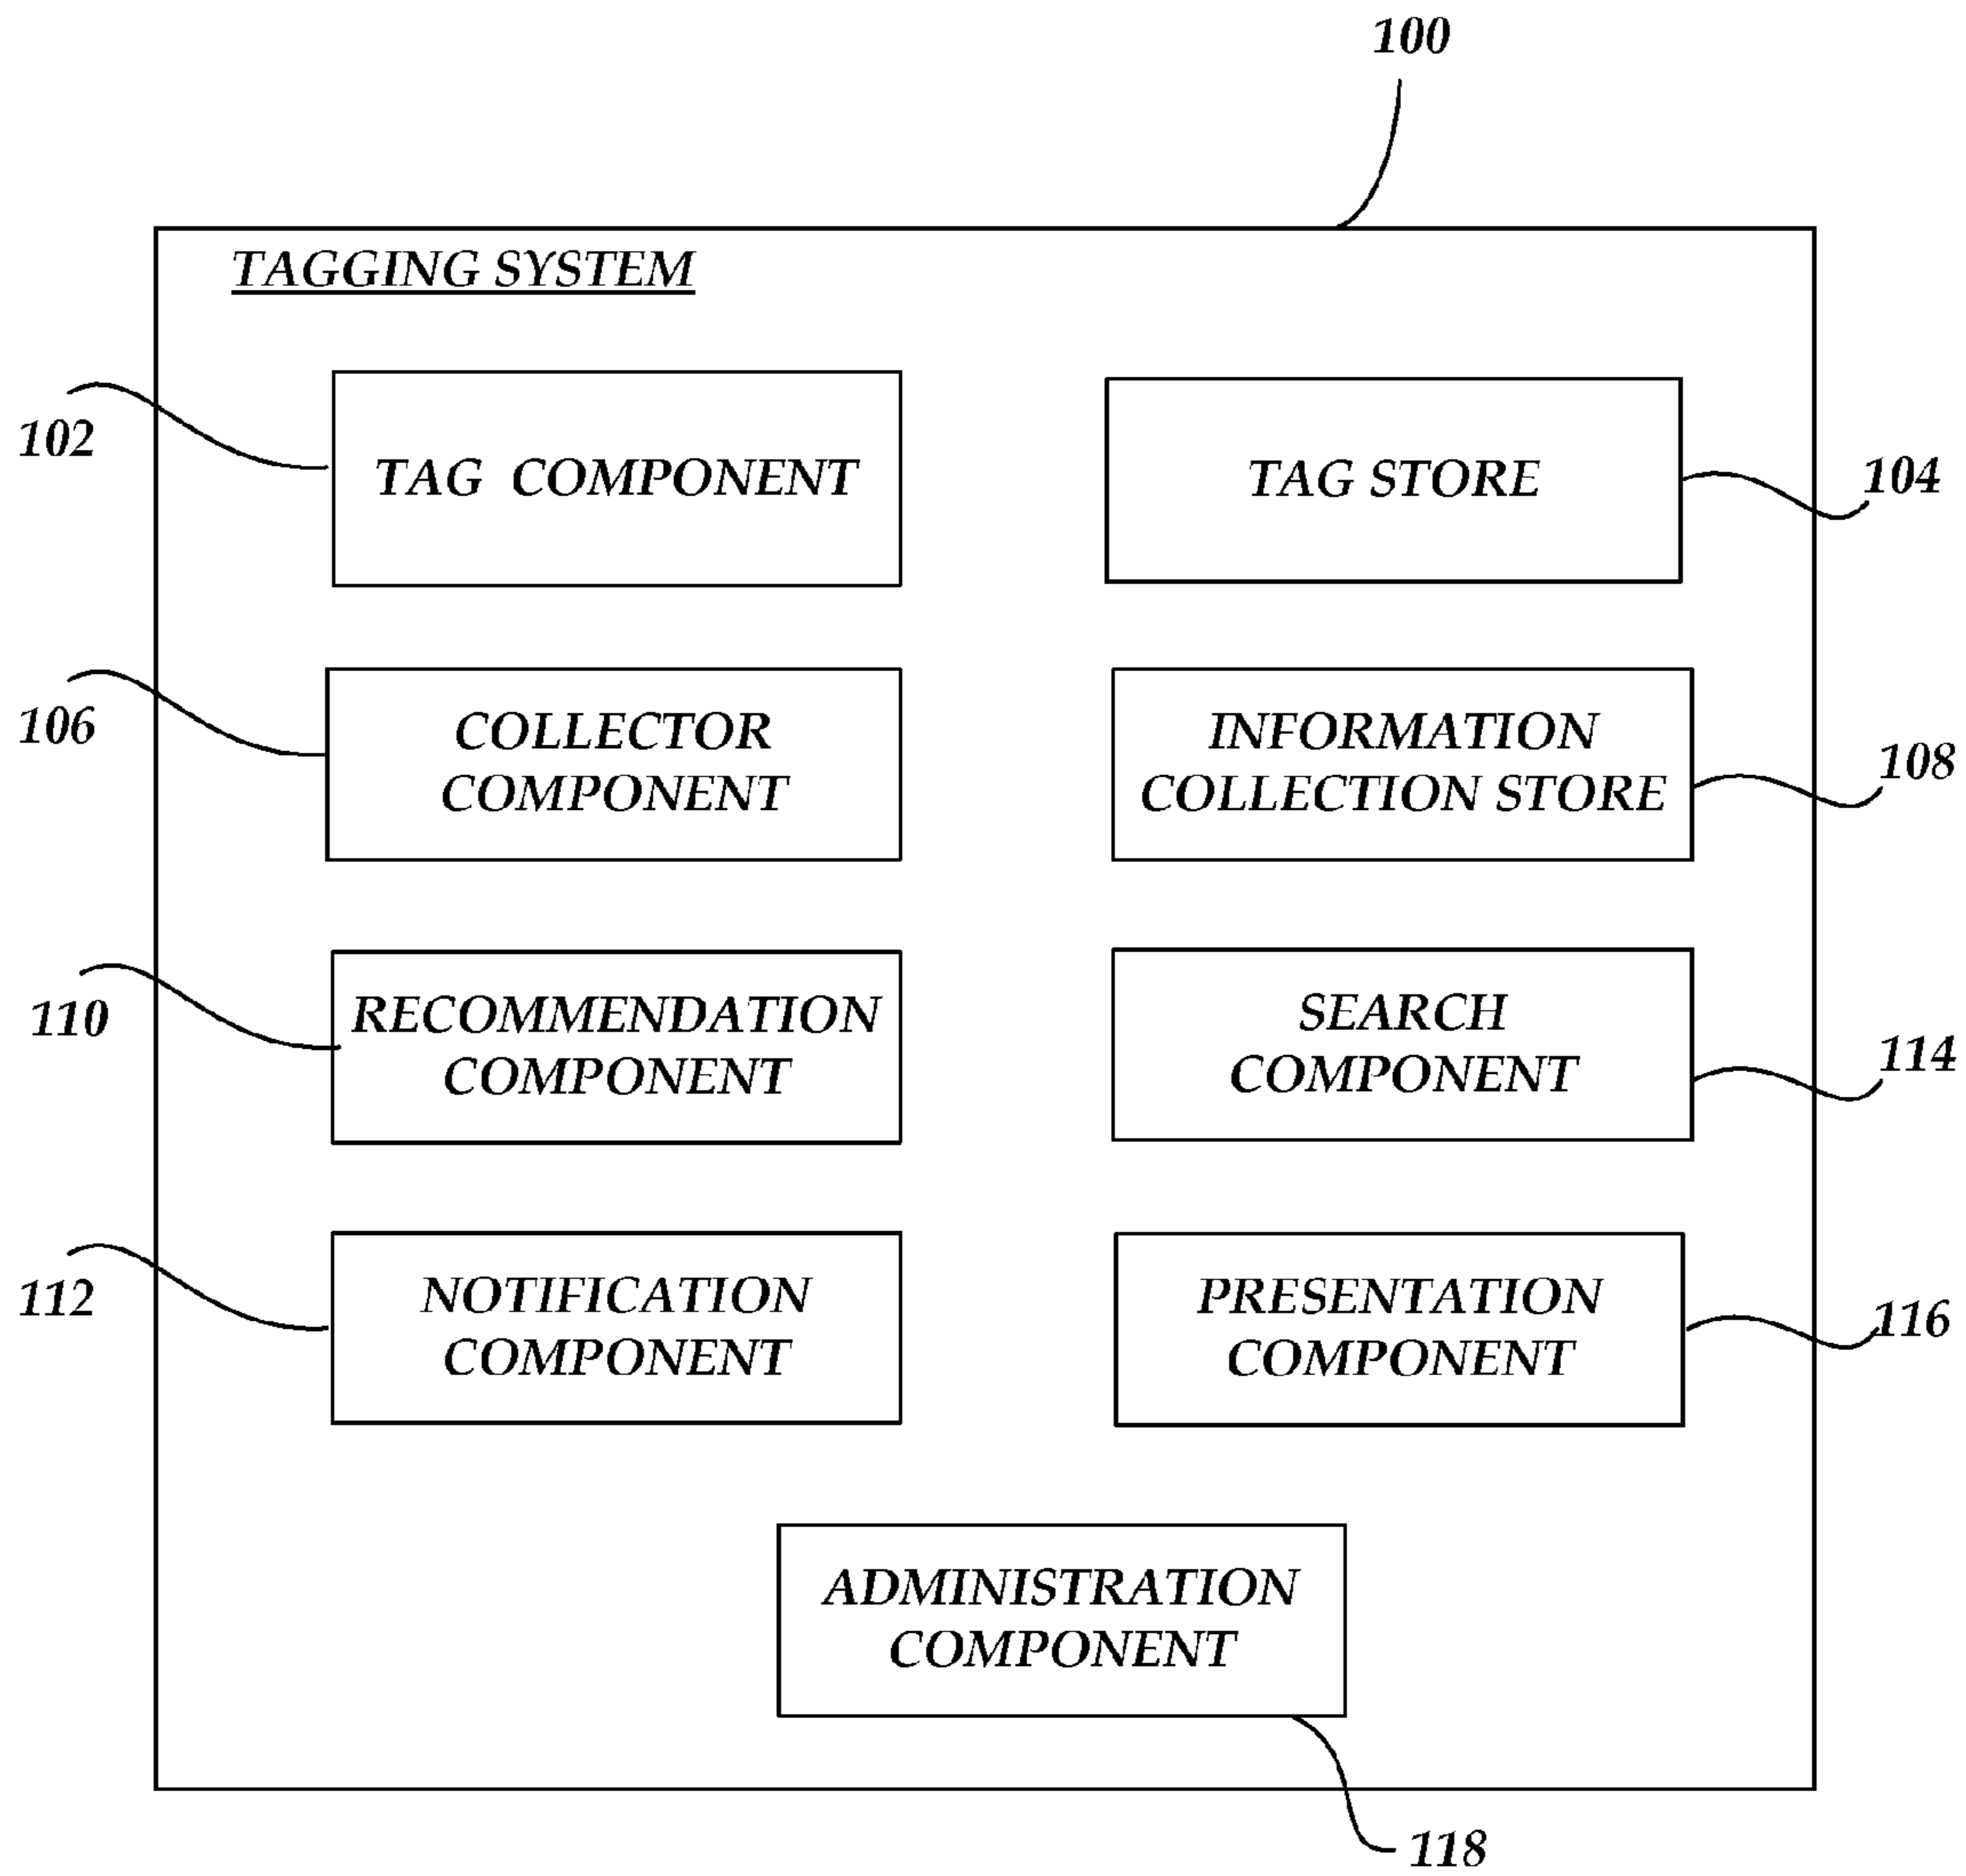 100
TAGGING SYSTEM
102
TAG COMPONENT
TAG STORE
104
106
COLLECTOR
COMPONENT
INFORMATION
COLLECTION STORE
108
110
RECOMMENDATION
COMPONENT
SEARCH
COMPONENT
114
112
NOTIFICATION
COMPONENT
PRESENTATION
COMPONENT
116
ADMINISTRATION
COMPONENT
118